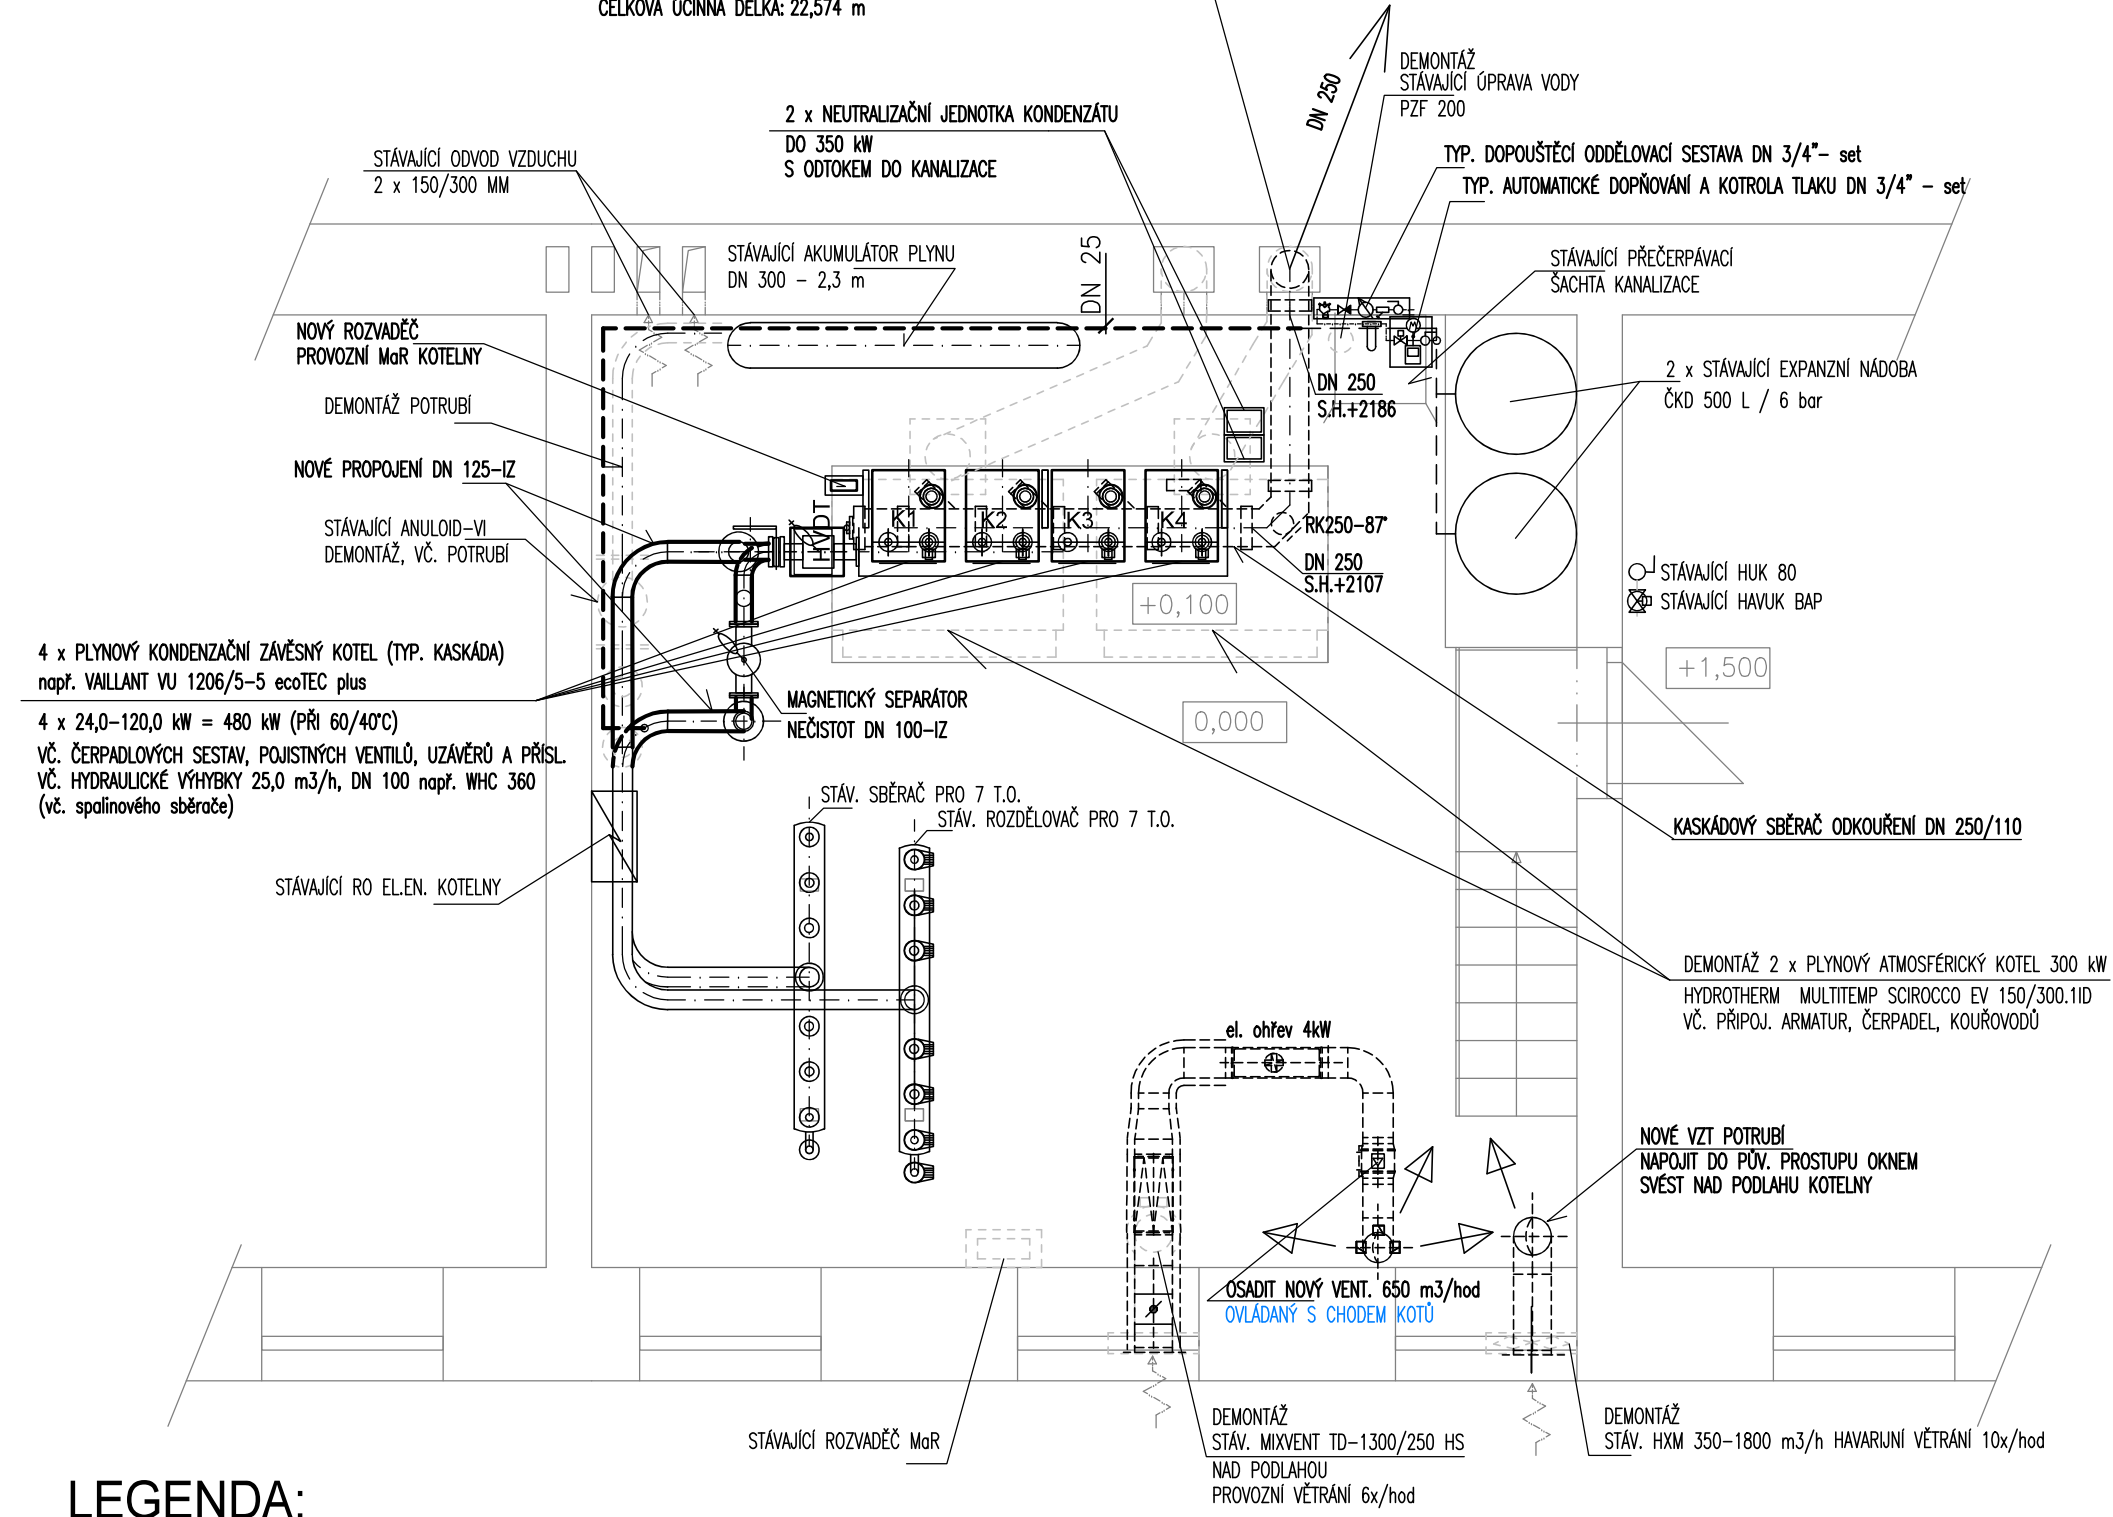 CELKOVÁ ÚČINNÁ DÉLKA: 22,574 m
DN 250
DEMONTÁŽ
STÁVAJÍCÍ ÚPRAVA VODY
PZF 200
2 x NEUTRALIZAČNÍ JEDNOTKA KONDENZÁTU
DO 350 kW
S ODTOKEM DO KANALIZACE
STÁVAJÍCÍ ODVOD VZDUCHU
2 x 150/300 MM
TYP. DOPOUŠTĚCÍ ODDĚLOVACÍ SESTAVA DN 3/4"- set
TYP. AUTOMATICKÉ DOPŇOVÁNÍ A KOTROLA TLAKU DN 3/4" - set
STÁVAJÍCÍ AKUMULÁTOR PLYNU
DN 300 - 2,3 m
DN 25
STÁVAJÍCÍ PŘEČERPÁVACÍ
ŠACHTA KANALIZACE
NOVÝ ROZVADĚČ
PROVOZNÍ MaR KOTELNY
DN 250
S.H.+2186
2 x STÁVAJÍCÍ EXPANZNÍ NÁDOBA
ČKD 500 L / 6 bar
DEMONTÁŽ POTRUBÍ
NOVÉ PROPOJENÍ DN 125-IZ
STÁVAJÍCÍ ANULOID-VI
DEMONTÁŽ, VČ. POTRUBÍ
HVDT
K1
K2
K3
K4
M
RK250-87°
DN 250
S.H.+2107
STÁVAJÍCÍ HUK 80
STÁVAJÍCÍ HAVUK BAP
+0,100
+1,500
0,000
4 x PLYNOVÝ KONDENZAČNÍ ZÁVĚSNÝ KOTEL (TYP. KASKÁDA)
např. VAILLANT VU 1206/5-5 ecoTEC plus
4 x 24,0-120,0 kW = 480 kW (PŘI 60/40°C)
VČ. ČERPADLOVÝCH SESTAV, POJISTNÝCH VENTILŮ, UZÁVĚRŮ A PŘÍSL.
VČ. HYDRAULICKÉ VÝHYBKY 25,0 m3/h, DN 100 např. WHC 360
(vč. spalinového sběrače)
MAGNETICKÝ SEPARÁTOR
NEČISTOT DN 100-IZ
STÁV. SBĚRAČ PRO 7 T.O.
STÁV. ROZDĚLOVAČ PRO 7 T.O.
KASKÁDOVÝ SBĚRAČ ODKOUŘENÍ DN 250/110
STÁVAJÍCÍ RO EL.EN. KOTELNY
DEMONTÁŽ 2 x PLYNOVÝ ATMOSFÉRICKÝ KOTEL 300 kW
HYDROTHERM MULTITEMP SCIROCCO EV 150/300.1ID
VČ. PŘIPOJ. ARMATUR, ČERPADEL, KOUŘOVODŮ
el. ohřev 4kW
NOVÉ VZT POTRUBÍ
NAPOJIT DO PŮV. PROSTUPU OKNEM
SVÉST NAD PODLAHU KOTELNY
OSADIT NOVÝ VENT. 650 m3/hod
OVLÁDANÝ S CHODEM KOTŮ
STÁVAJÍCÍ ROZVADĚČ MaR
DEMONTÁŽ
STÁV. MIXVENT TD-1300/250 HS
NAD PODLAHOU
PROVOZNÍ VĚTRÁNÍ 6x/hod
DEMONTÁŽ
STÁV. HXM 350-1800 m3/h HAVARIJNÍ VĚTRÁNÍ 10x/hod
LEGENDA: